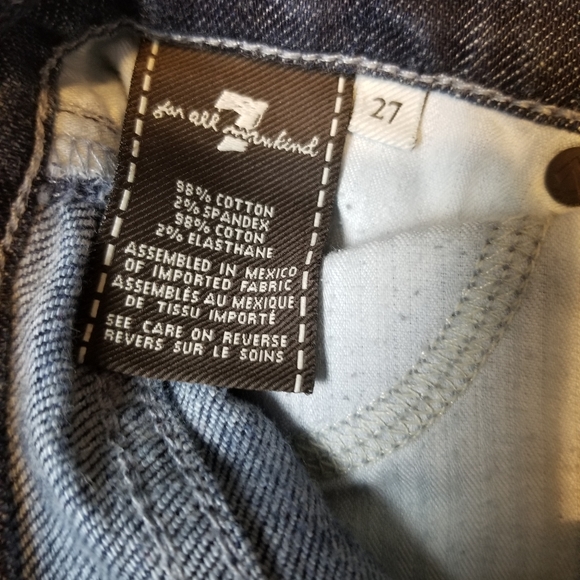 7
for all mankind
27
98% COTTON
2% SPANDEX
98% COTON
2% ELASTHANE
ASSEMBLED IN MEXICO
OF IMPORTED FABRIC
ASSEMBLÉS AU MEXIQUE
DE TISSU IMPORTÉ
SEE CARE ON REVERSE
REVERS SUR LE SOINS